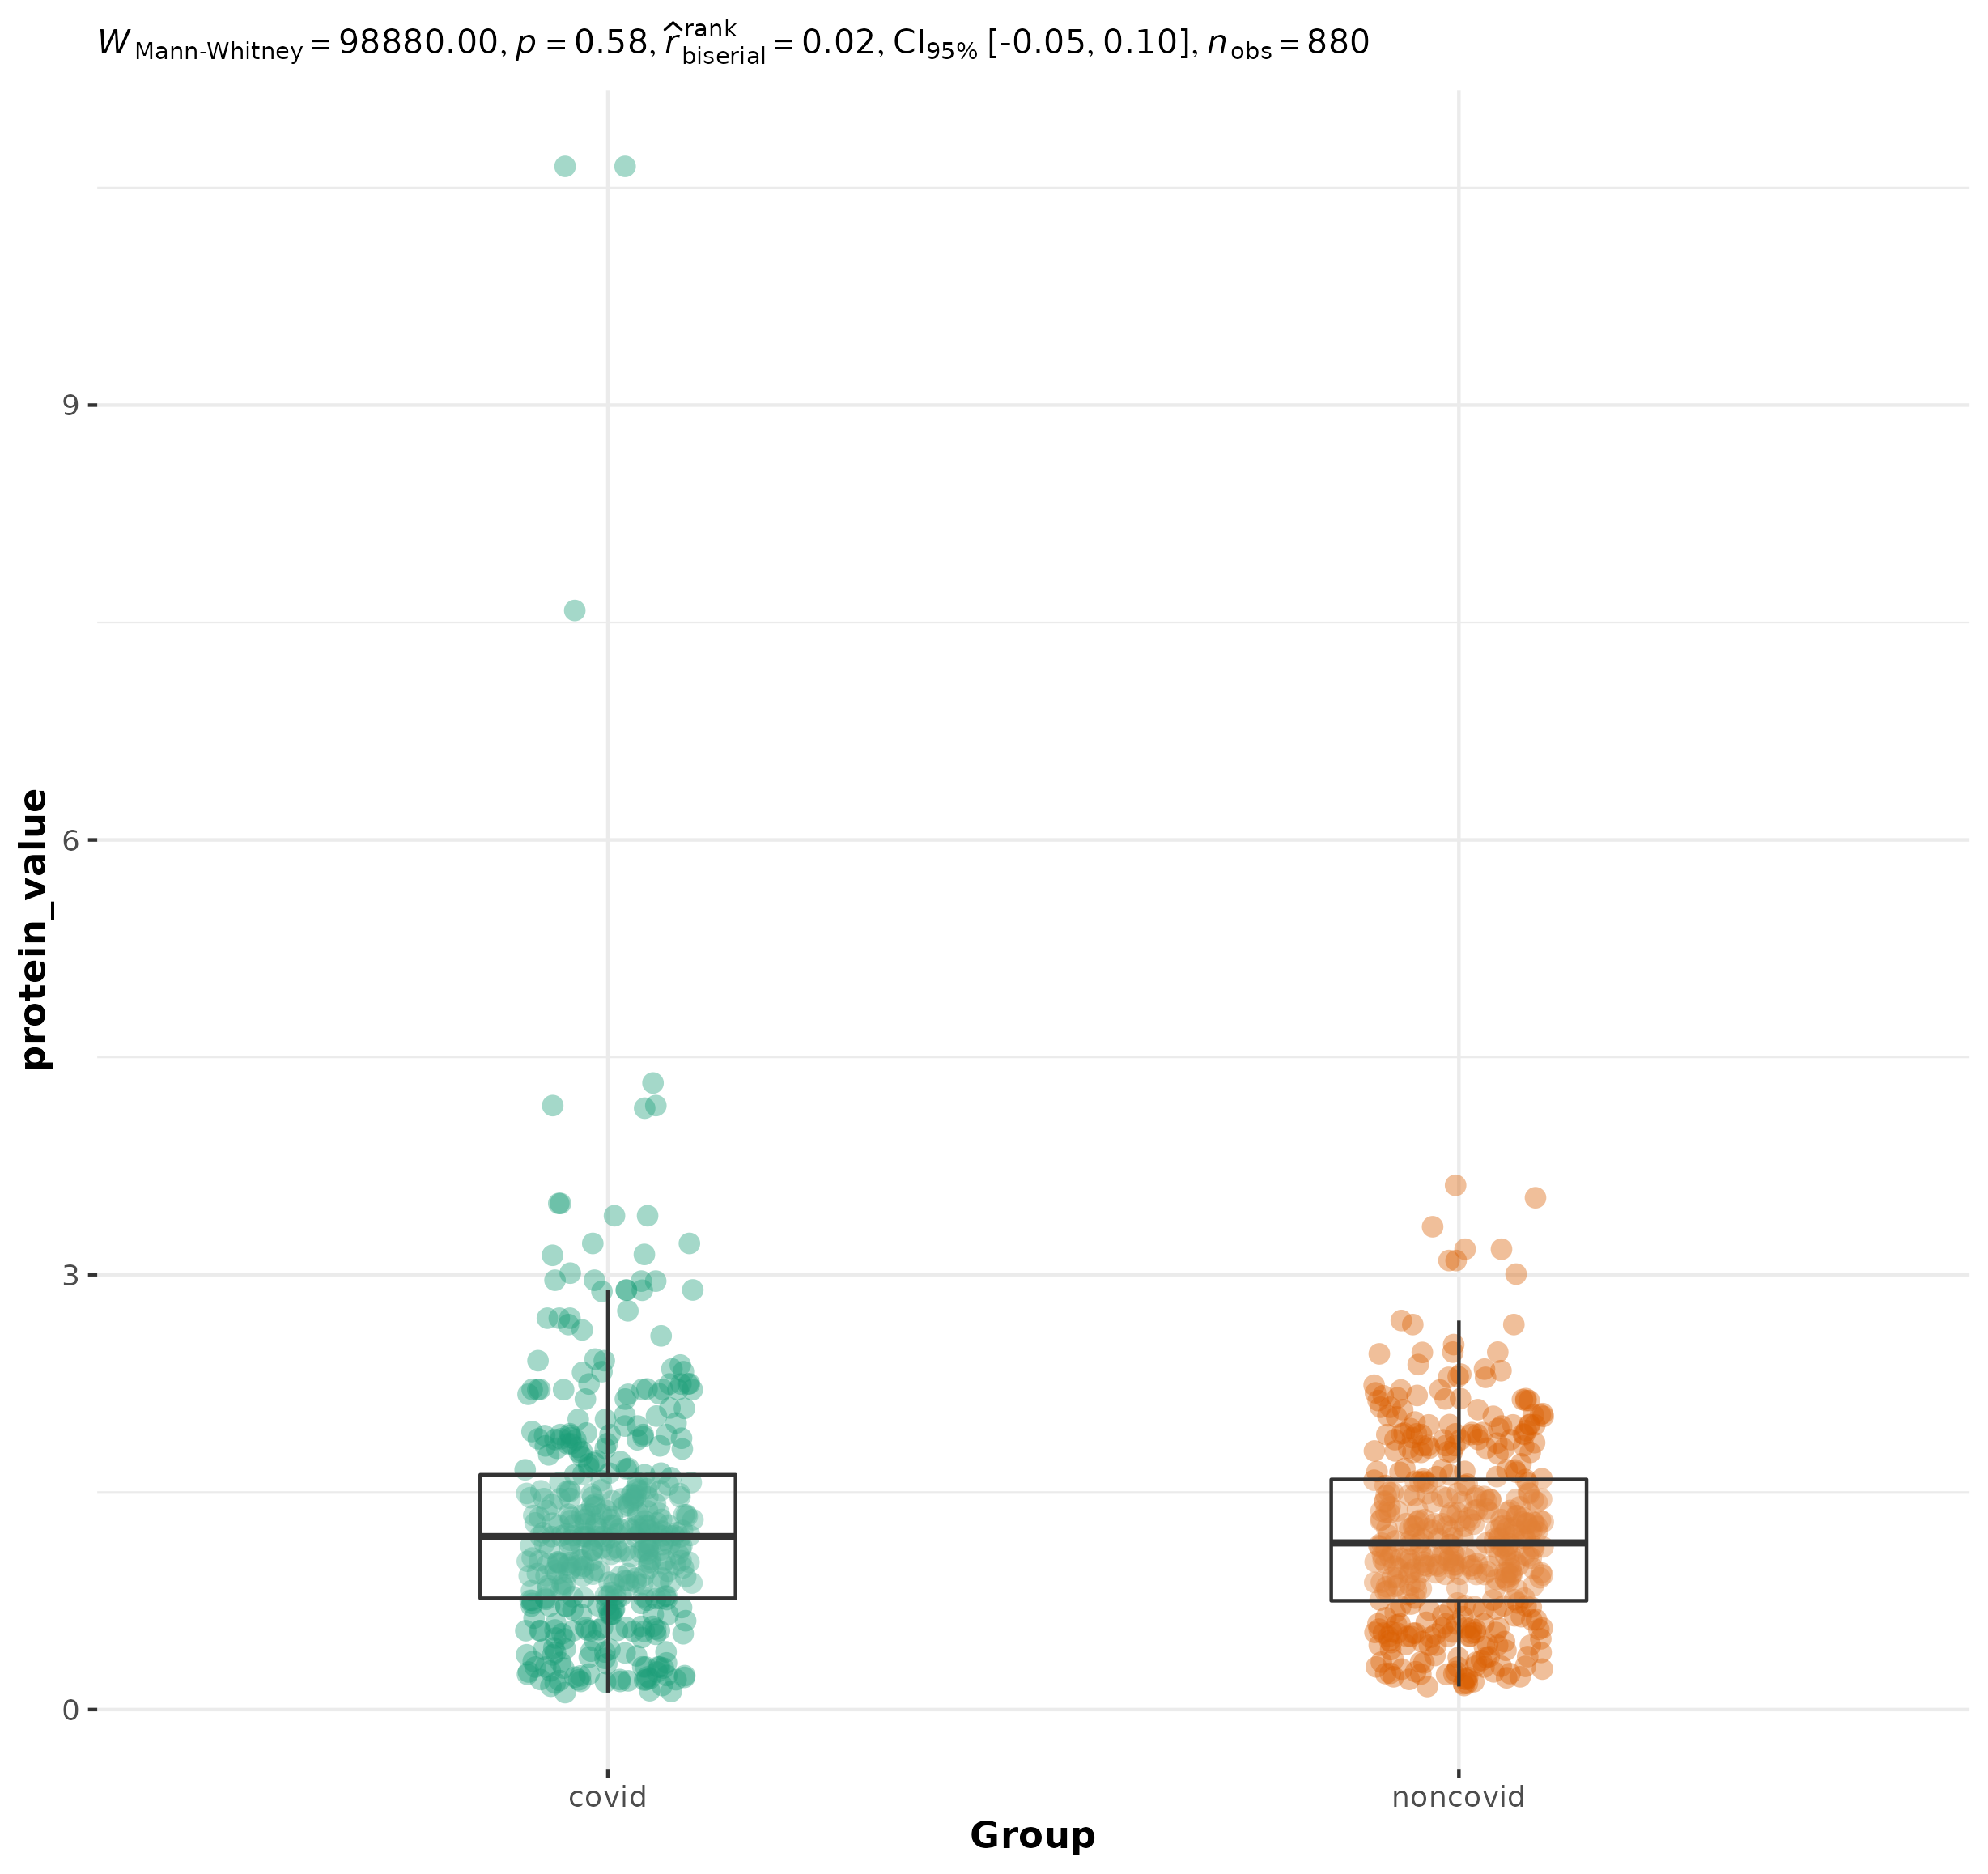 W Mann-Whitney = 98880.00, p = 0.58, r̂ rank biserial = 0.02, CI95% [-0.05, 0.10], nobs = 880
9
6
3
0
protein_value
covid noncovid
Group